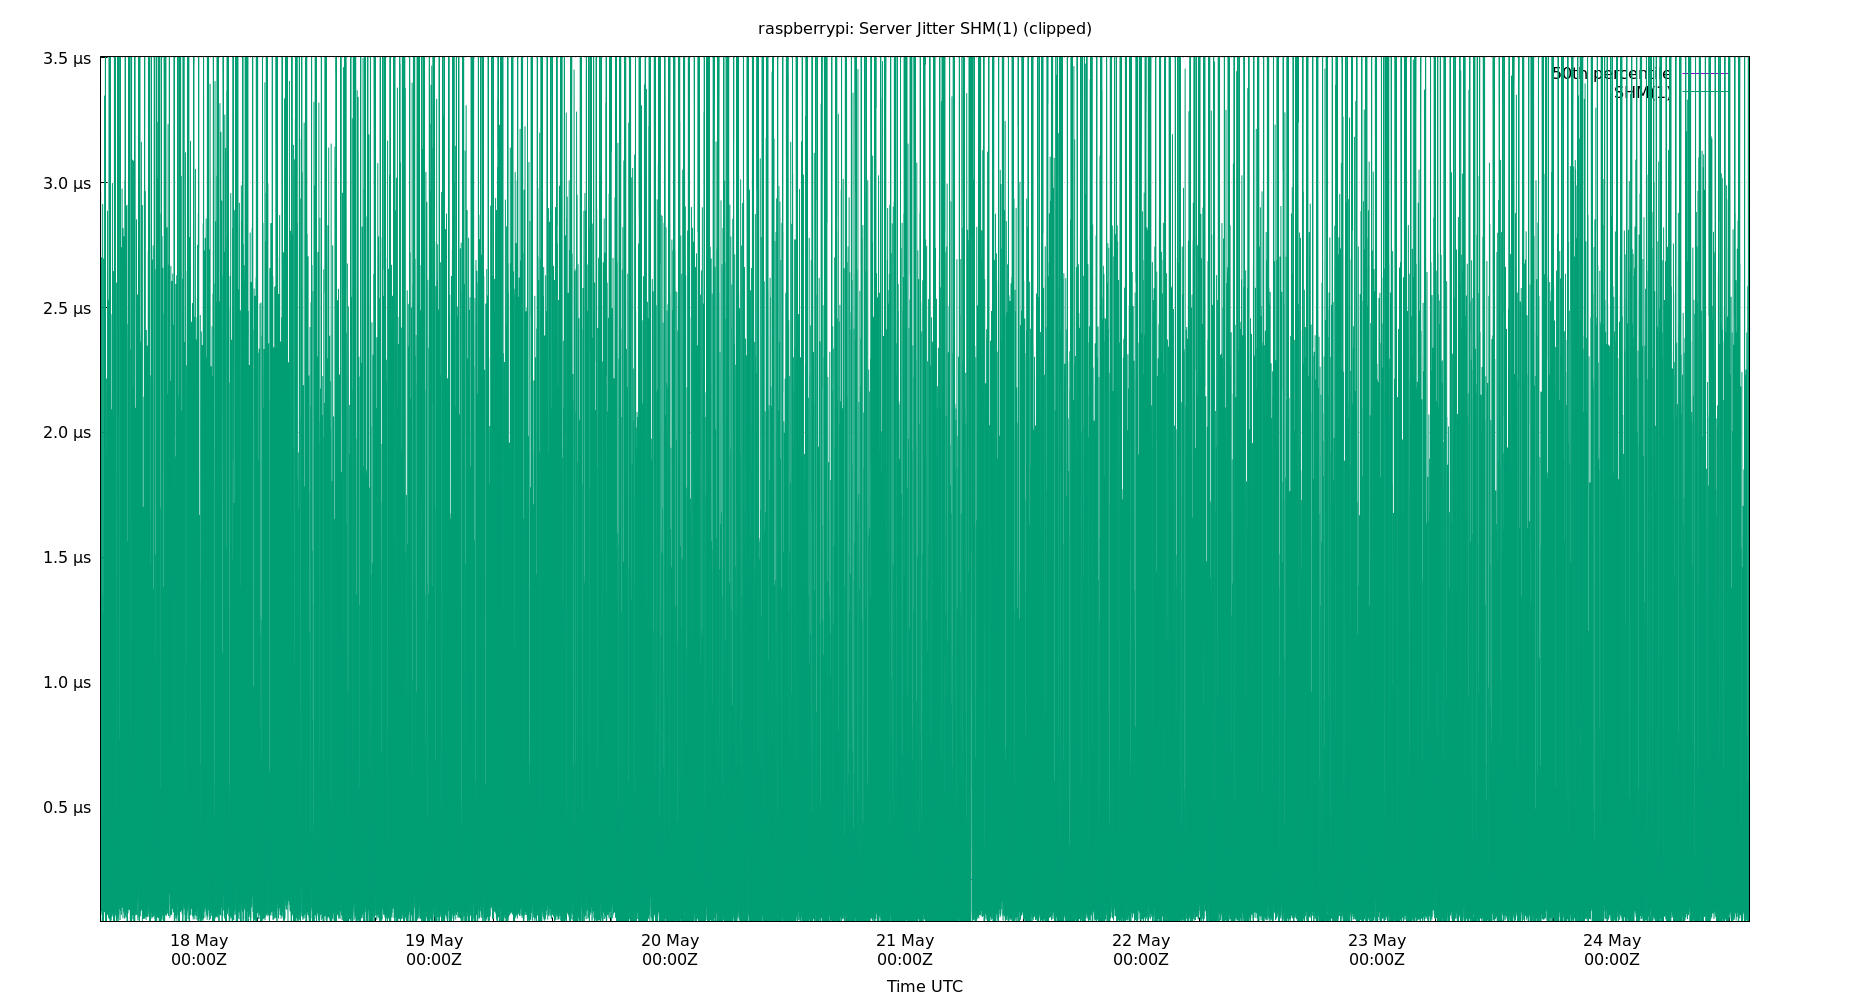 raspberrypi: Server Jitter SHM(1) (clipped)
3.5 µs
50th percentile
SHM(1)
3.0 µs
2.5 µs
2.0 µs
1.5 µs
1.0 µs
0.5 µs
18 May 19 May 20 May 21 May 22 May 23 May 24 May
00:00Z 00:00Z 00:00Z 00:00Z 00:00Z 00:00Z 00:00Z
Time UTC